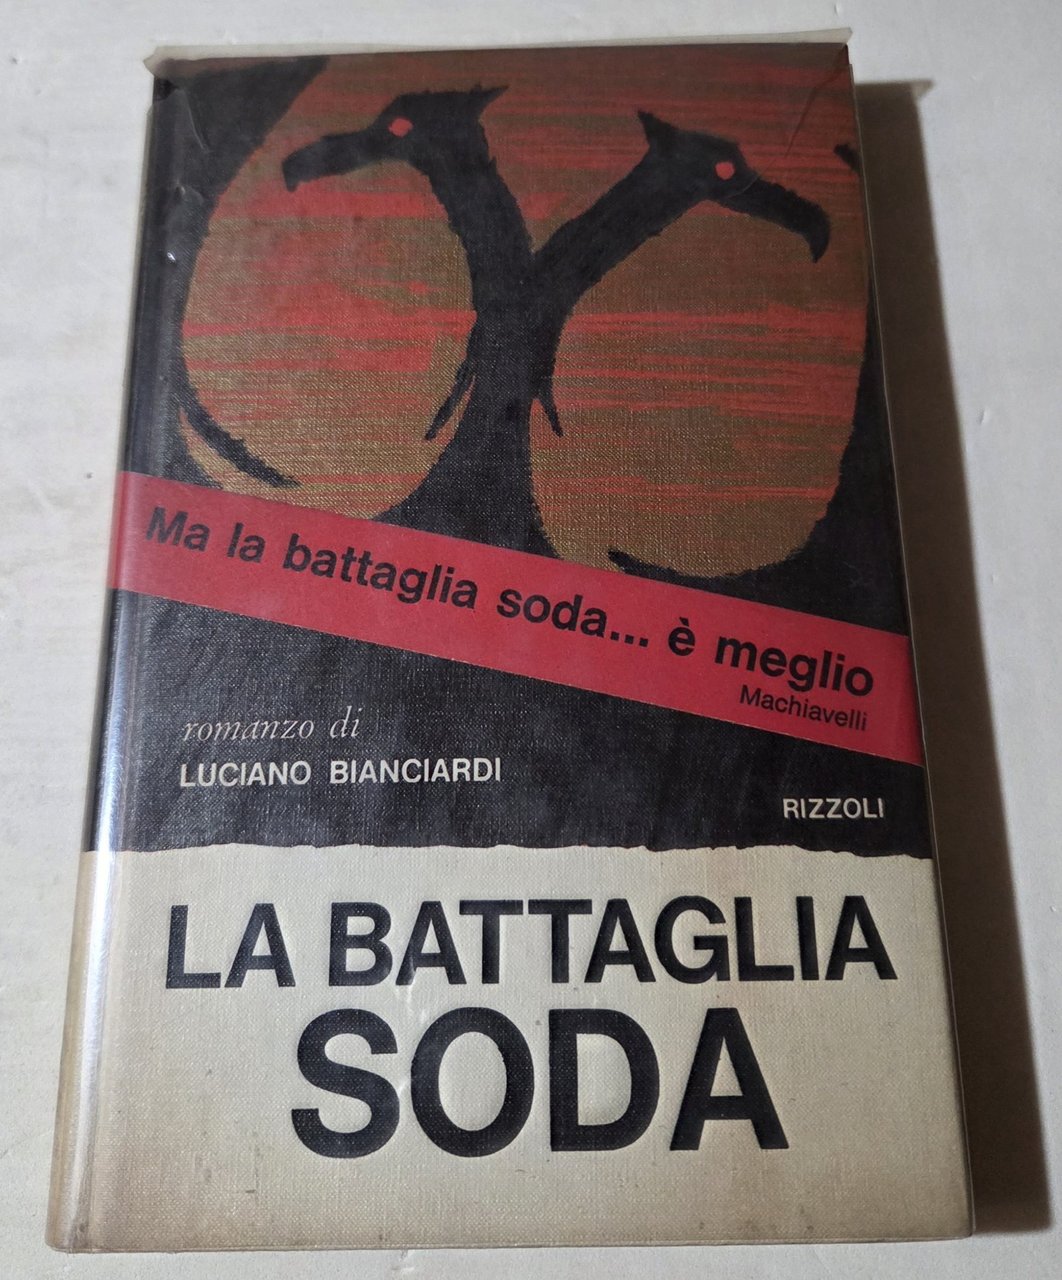 Ma la battaglia soda... è meglio
Machiavelli
romanzo di
LUCIANO BIANCIARDI
RIZZOLI
LA BATTAGLIA
SODA